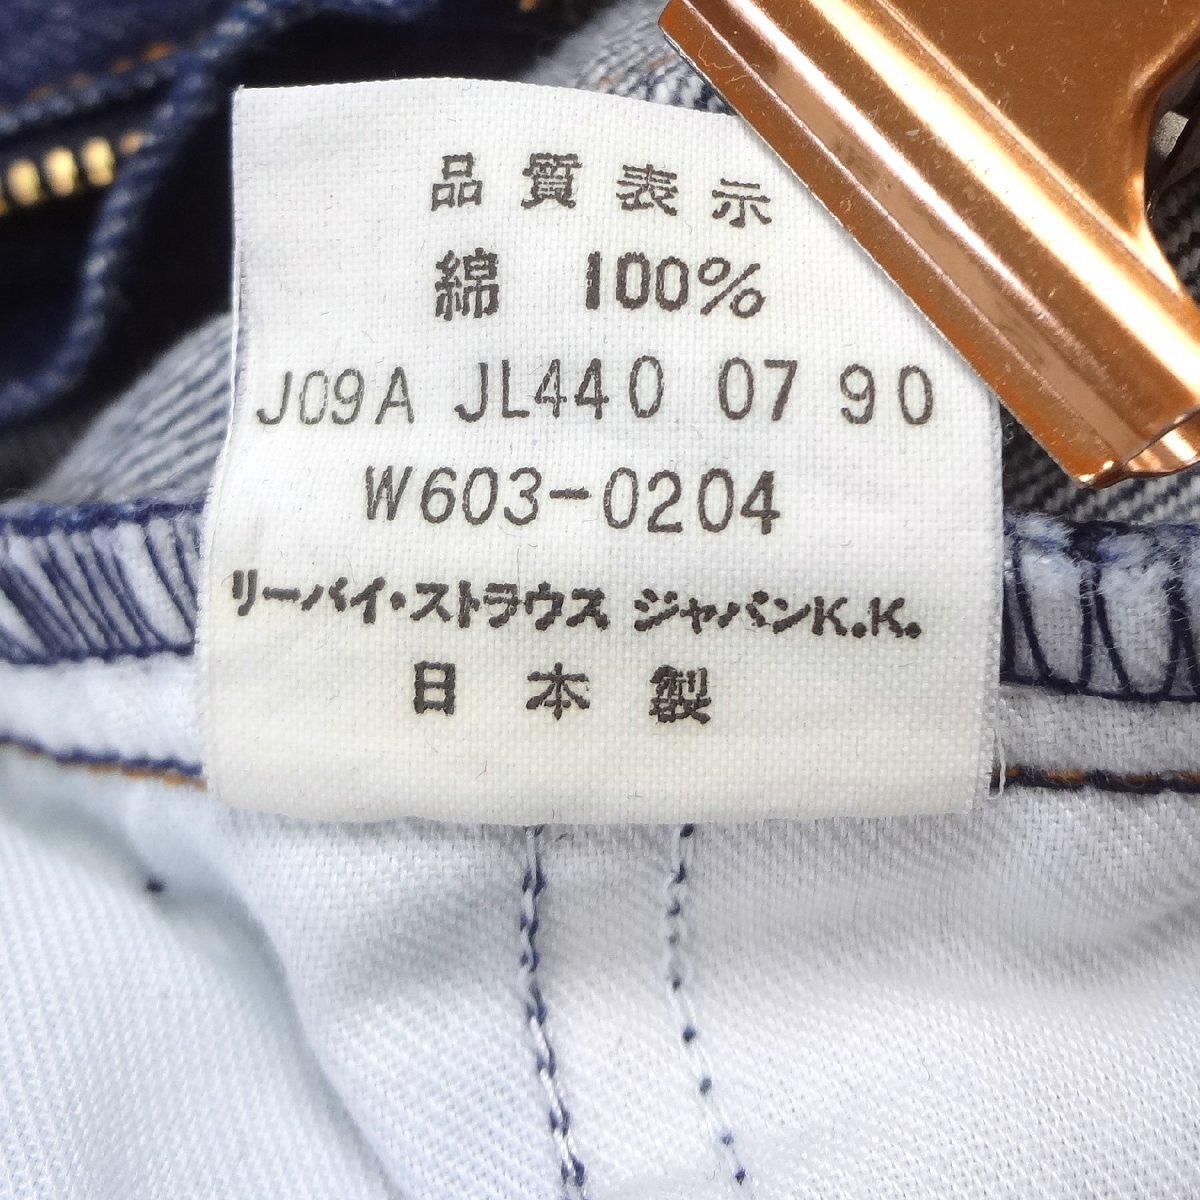 品質表示
綿 100%
J09A JL440 07 90
W603-0204
リーバイ・ストラウス ジャパンK.K.
日本製